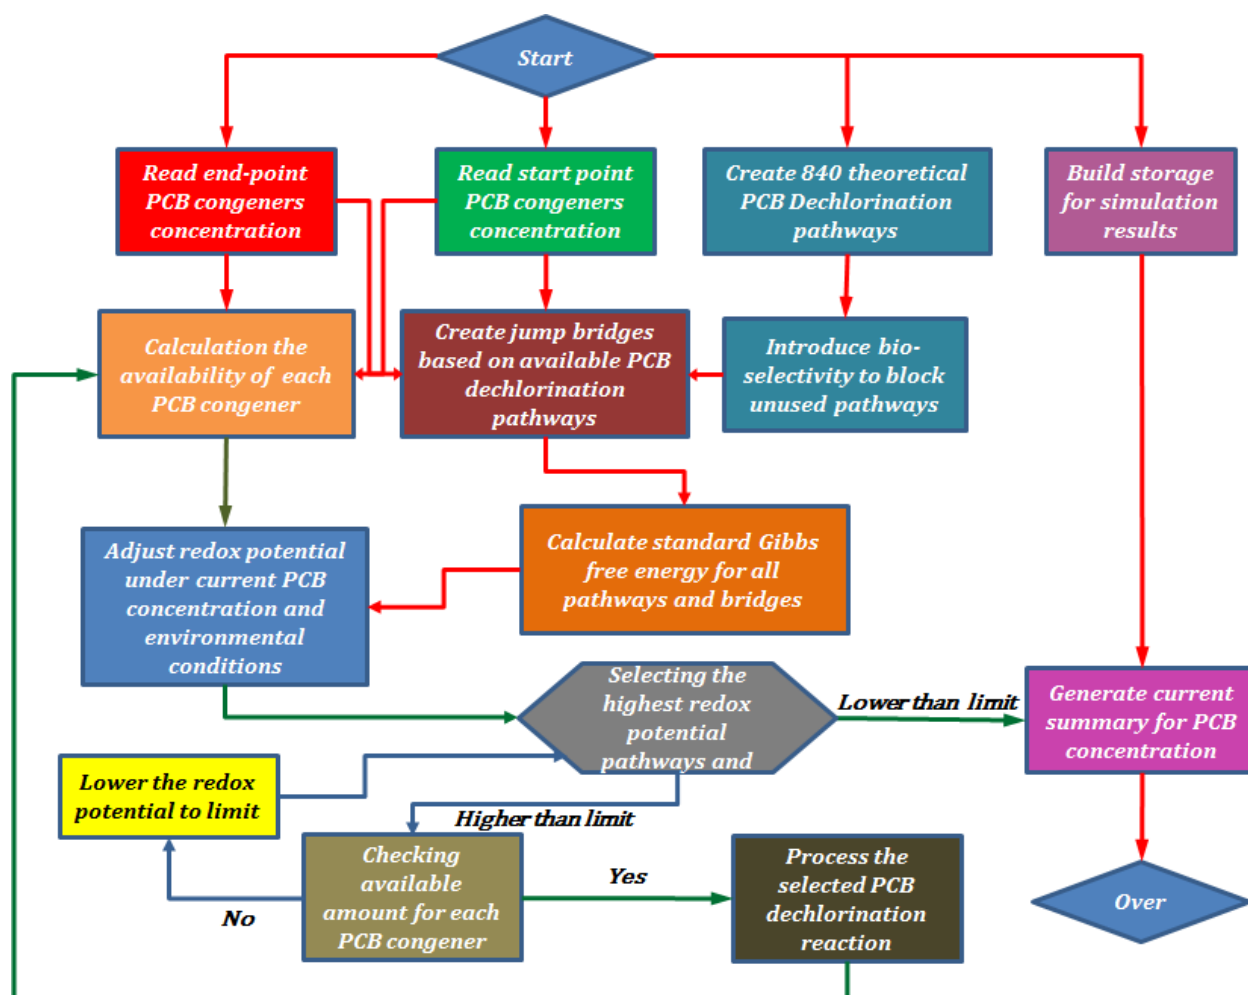 Start
Read end-point
PCB congeners
concentration
Read start point
PCB congeners
concentration
Create 840 theoretical
PCB Dechlorination
pathways
Build storage
for simulation
results
Calculation the
availability of each
PCB congener
Create jump bridges
based on available PCB
dechlorination
pathways
Introduce bio-
selectivity to block
unused pathways
Adjust redox potential
under current PCB
concentration and
environmental
conditions
Calculate standard Gibbs
free energy for all
pathways and bridges
Selecting the
highest redox
potential
pathways and
Lower than limit
Generate current
summary for PCB
concentration
Lower the redox
potential to limit
Higher than limit
Checking
available
amount for each
PCB congener
Yes
No
Process the
selected PCB
dechlorination
reaction
Over